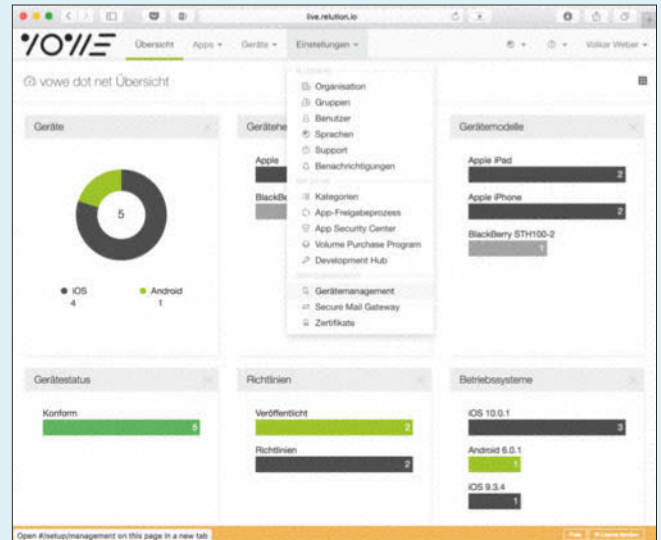 live.relution.io
Übersicht
Apps
Geräte
Einstellungen
Volker Weber
vowe dot net Übersicht
Organisation
Gruppen
Benutzer
Sprachen
Support
Benachrichtigungen
Kategorien
App-Freigabeprozess
App Security Center
Volume Purchase Program
Development Hub
Gerätemanagement
Secure Mail Gateway
Zertifikate
Geräte
5
iOS
4
Android
1
Gerätehe
Apple
BlackBe
Gerätemodelle
Apple iPad
2
Apple iPhone
2
BlackBerry STH100-2
1
Gerätestatus
Konform
5
Richtlinien
Veröffentlicht
2
Richtlinien
2
Betriebssysteme
iOS 10.0.1
3
Android 6.0.1
1
iOS 9.3.4
1
Open #/setup/management on this page in a new tab